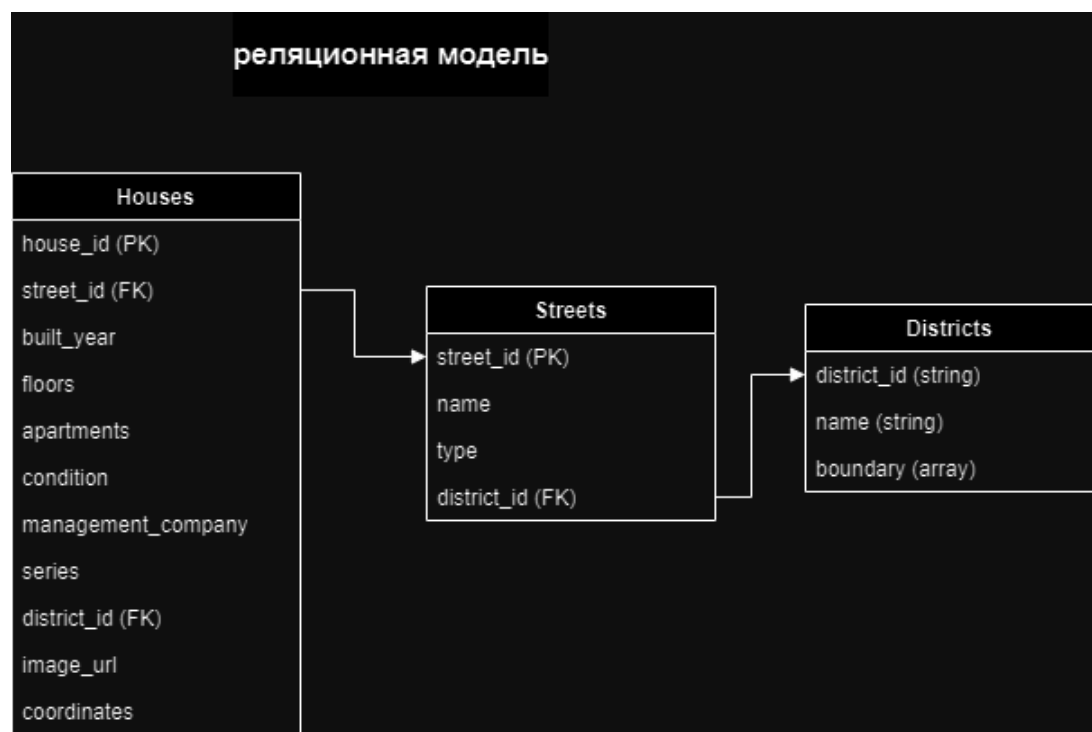 реляционная модель
Houses
house_id (PK)
street_id (FK)
built_year
floors
apartments
condition
management_company
series
district_id (FK)
image_url
coordinates
Streets
street_id (PK)
name
type
district_id (FK)
Districts
district_id (string)
name (string)
boundary (array)